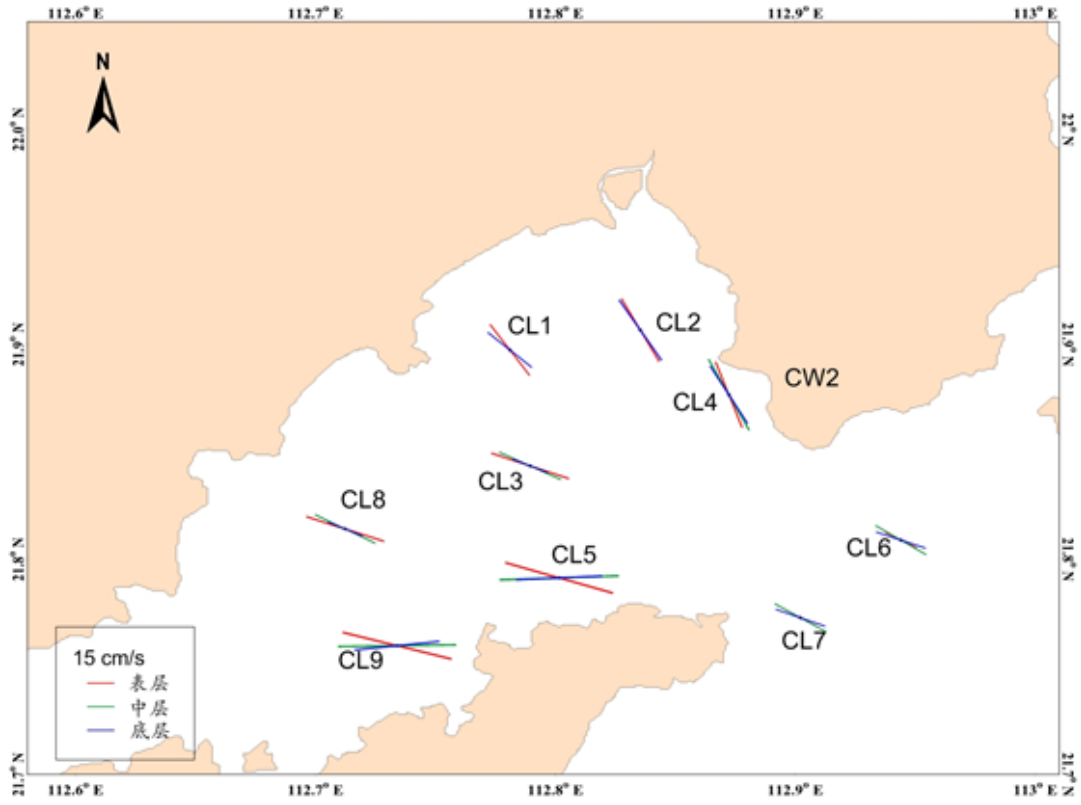 112.6° E 112.7° E 112.8° E 112.9° E 113° E
N
22.0° N 22° N
CL1 CL2
21.9° N 21.9° N
CW2
CL4
CL3
CL8
CL6
CL5
21.8° N 21.8° N
CL7
CL9
15 cm/s
表层
中层
底层
21.7° N 21.7° N
112.6° E 112.7° E 112.8° E 112.9° E 113° E